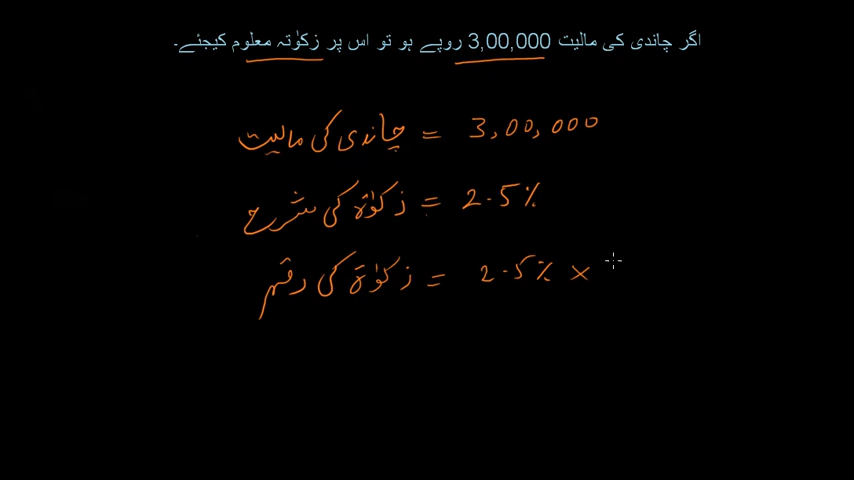 اگر چاندی کی مالیت 3,00,000 روپے ہو تو اس پر زکوٰتہ معلوم کیجئے۔
چاندی کی مالیت = 3,00,000
زکوٰۃ کی شرح = 2.5%
زکوٰۃ کی رقم = 2.5% ×